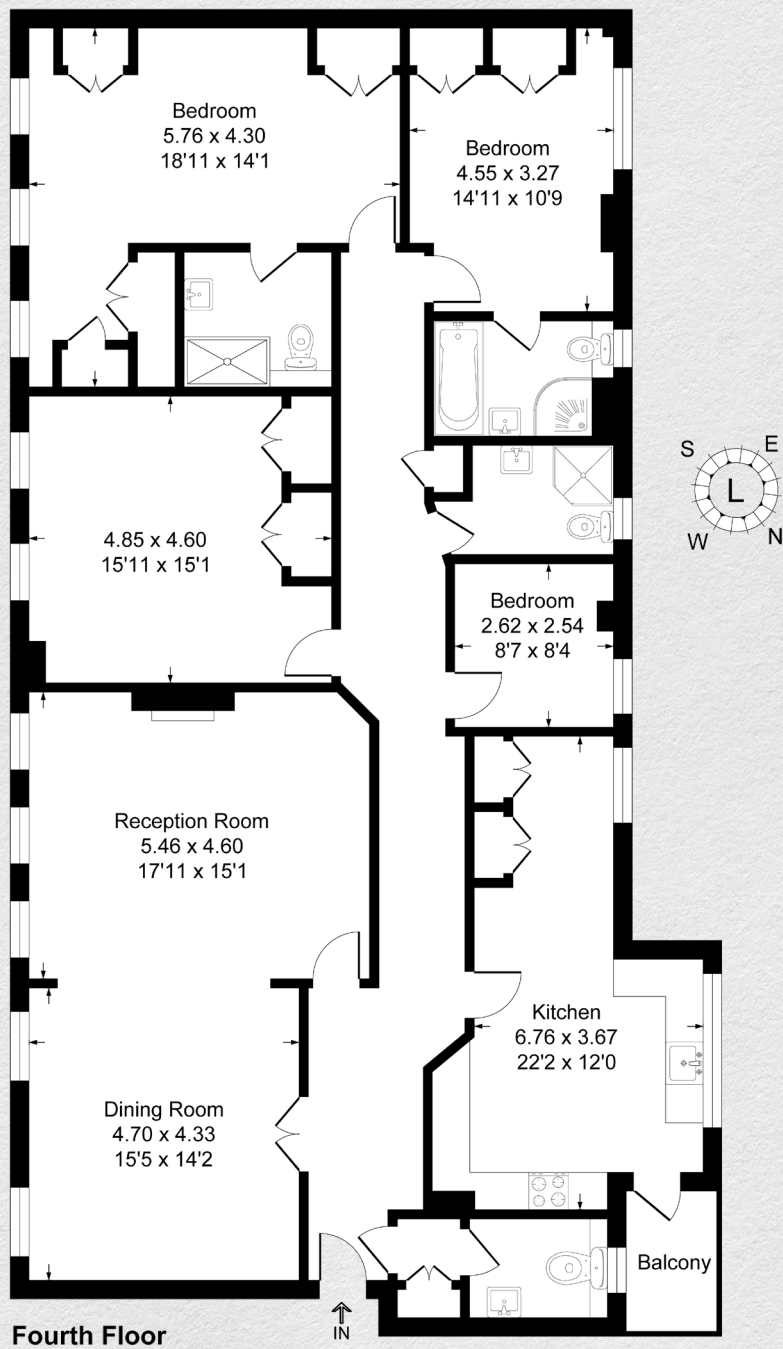 Bedroom
5.76 x 4.30
18'11 x 14'1
Bedroom
4.55 x 3.27
14'11 x 10'9
4.85 x 4.60
15'11 x 15'1
S
E
L
W
N
Bedroom
2.62 x 2.54
8'7 x 8'4
Reception Room
5.46 x 4.60
17'11 x 15'1
Kitchen
6.76 x 3.67
22'2 x 12'0
Dining Room
4.70 x 4.33
15'5 x 14'2
Balcony
Fourth Floor
IN